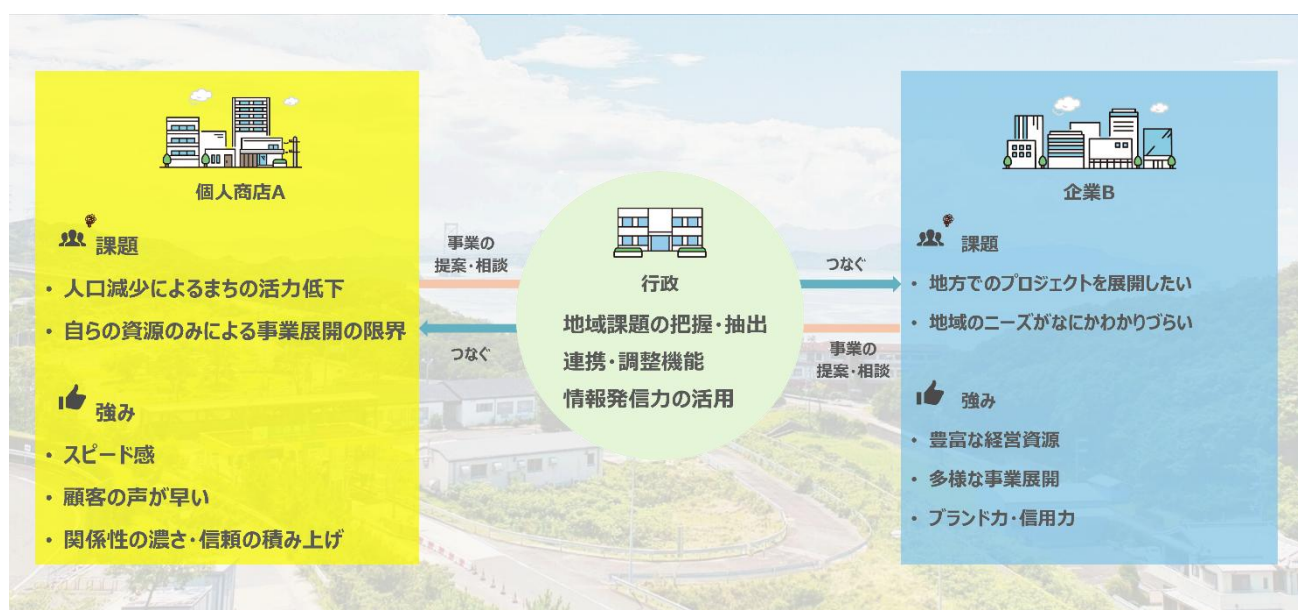 個人商店A
課題
・ 人口減少によるまちの活力低下
・ 自らの資源のみによる事業展開の限界
強み
・ スピード感
・ 顧客の声が早い
・ 関係性の濃さ・信頼の積み上げ
事業の
提案・相談
つなぐ
行政
地域課題の把握・抽出
連携・調整機能
情報発信力の活用
つなぐ
事業の
提案・相談
企業B
課題
・ 地方でのプロジェクトを展開したい
・ 地域のニーズがなにかわかりづらい
強み
・ 豊富な経営資源
・ 多様な事業展開
・ ブランド力・信用力